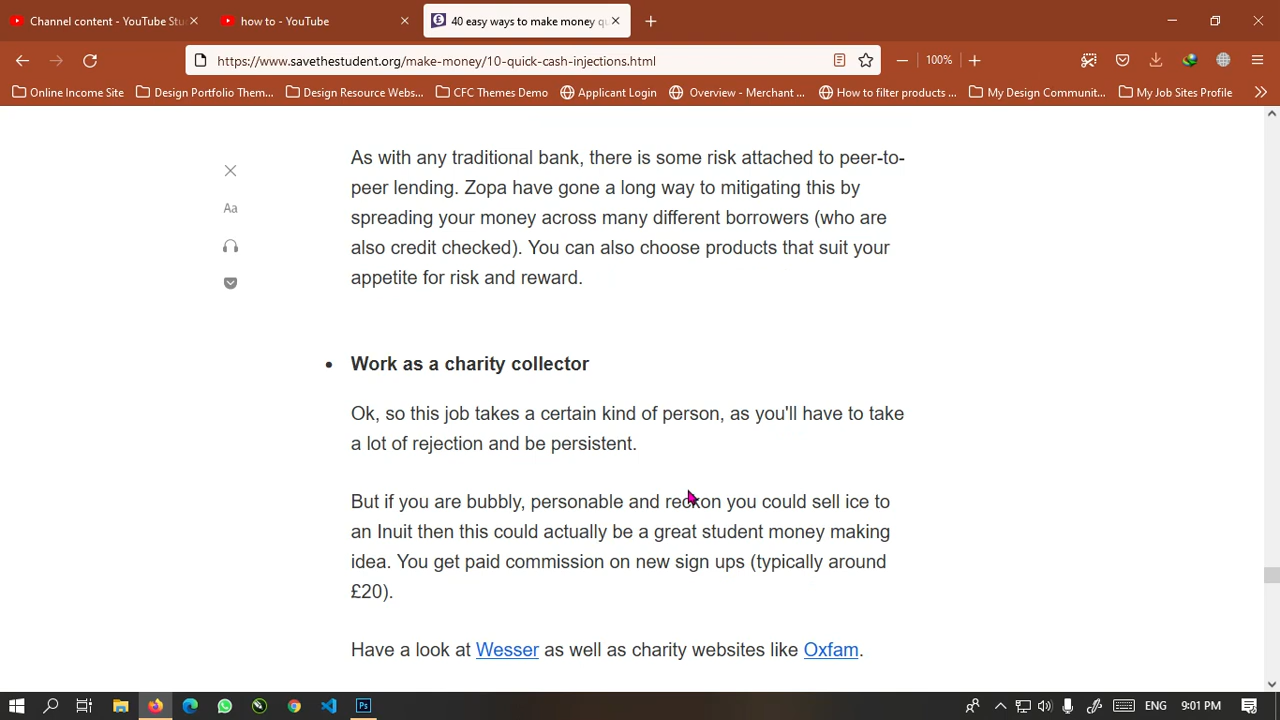 Channel content - YouTube Stu
how to - YouTube
40 easy ways to make money qu
https://www.savethestudent.org/make-money/10-quick-cash-injections.html
100%
Online Income Site
Design Portfolio Them...
Design Resource Webs...
CFC Themes Demo
Applicant Login
Overview - Merchant ...
How to filter products ...
My Design Communit...
My Job Sites Profile
As with any traditional bank, there is some risk attached to peer-to-
peer lending. Zopa have gone a long way to mitigating this by
spreading your money across many different borrowers (who are
also credit checked). You can also choose products that suit your
appetite for risk and reward.
Aa
• Work as a charity collector
Ok, so this job takes a certain kind of person, as you'll have to take
a lot of rejection and be persistent.
But if you are bubbly, personable and reckon you could sell ice to
an Inuit then this could actually be a great student money making
idea. You get paid commission on new sign ups (typically around
£20).
Have a look at Wesser as well as charity websites like Oxfam.
Ps
ENG
9:01 PM